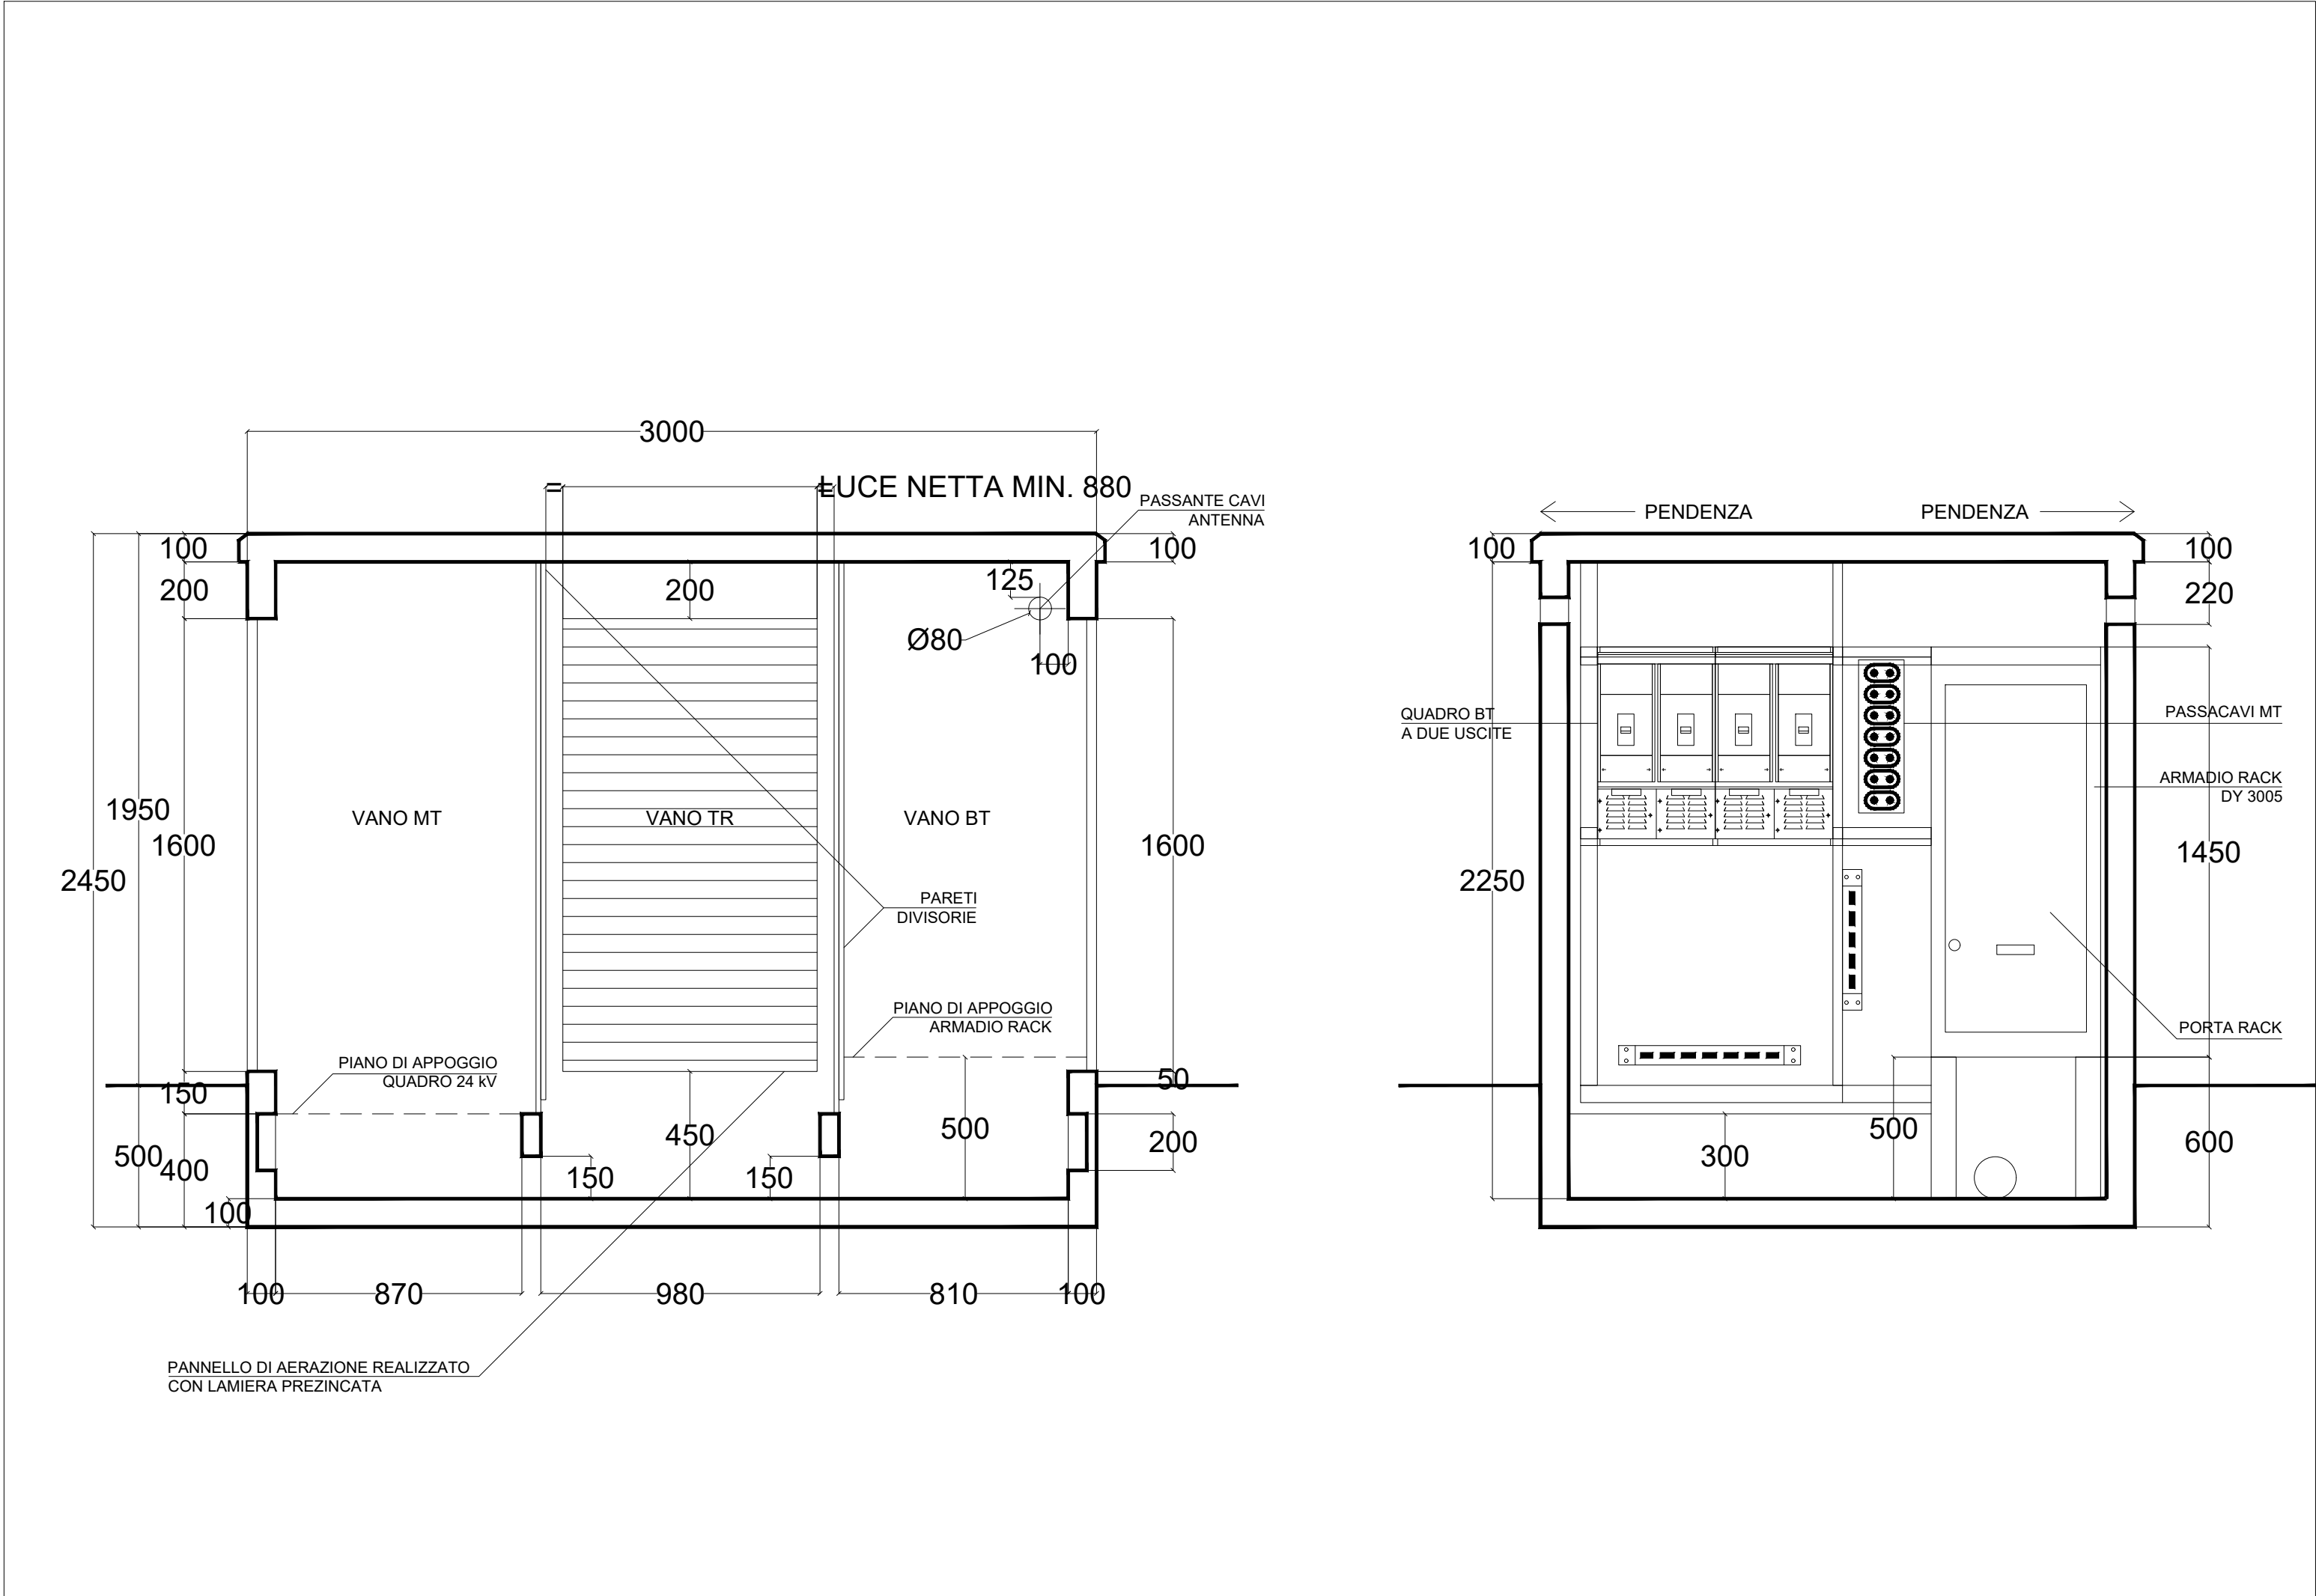 3000
LUCE NETTA MIN. 880
=
=
PASSANTE CAVI
ANTENNA
100
200
200
125
100
Ø80
100
1950
1600
2450
VANO MT
VANO TR
VANO BT
1600
PARETI
DIVISORIE
PIANO DI APPOGGIO
ARMADIO RACK
PIANO DI APPOGGIO
QUADRO 24 kV
150
50
500
400
450
500
200
150
150
100
100
870
980
810
100
PANNELLO DI AERAZIONE REALIZZATO
CON LAMIERA PREZINCATA
PENDENZA
PENDENZA
100
100
220
QUADRO BT
A DUE USCITE
PASSACAVI MT
ARMADIO RACK
DY 3005
2250
1450
PORTA RACK
300
500
600